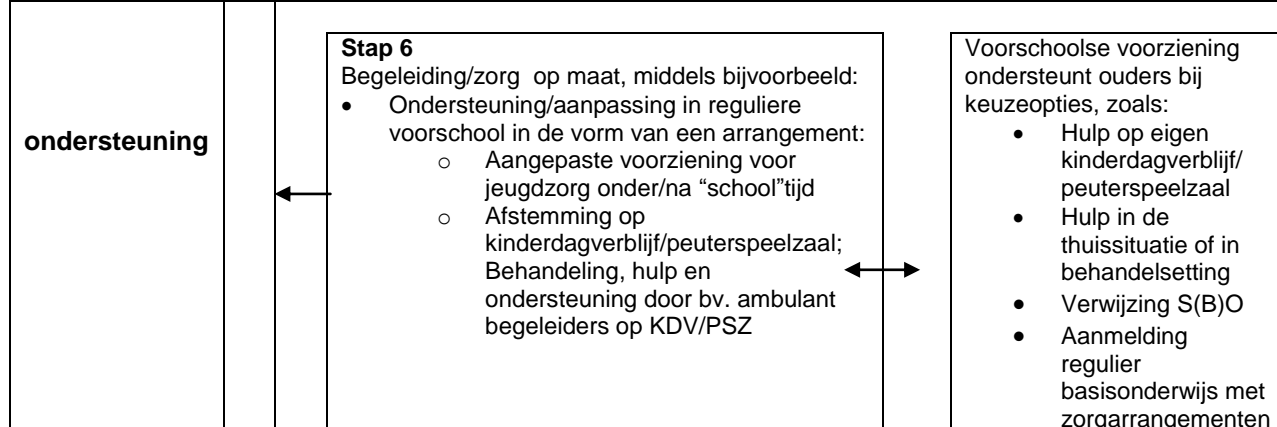 ondersteuning
Stap 6
Begeleiding/zorg op maat, middels bijvoorbeeld:
• Ondersteuning/aanpassing in reguliere
voorschool in de vorm van een arrangement:
o Aangepaste voorziening voor
jeugdzorg onder/na “school”tijd
o Afstemming op
kinderdagverblijf/peuterspeelzaal;
Behandeling, hulp en
ondersteuning door bv. ambulant
begeleiders op KDV/PSZ
Voorschoolse voorziening
ondersteunt ouders bij
keuzeopties, zoals:
• Hulp op eigen
kinderdagverblijf/
peuterspeelzaal
• Hulp in de
thuissituatie of in
behandelsetting
• Verwijzing S(B)O
• Aanmelding
regulier
basisonderwijs met
zorgarrangementen